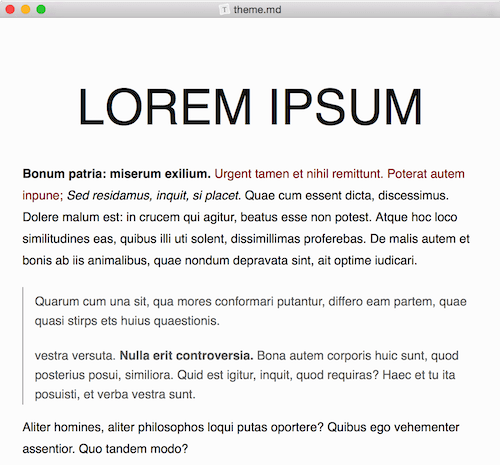 theme.md
LOREM IPSUM
Bonum patria: miserum exilium. Urgent tamen et nihil remittunt. Poterat autem
inpune; Sed residamus, inquit, si placet. Quae cum essent dicta, discessimus.
Dolere malum est: in crucem qui agitur, beatus esse non potest. Atque hoc loco
similitudines eas, quibus illi uti solent, dissimillimas proferebas. De malis autem et
bonis ab iis animalibus, quae nondum depravata sint, ait optime iudicari.
Quarum cum una sit, qua mores conformari putantur, differo eam partem, quae
quasi stirps ets huius quaestionis.
vestra versuta. Nulla erit controversia. Bona autem corporis huic sunt, quod
posterius posui, similiora. Quid est igitur, inquit, quod requiras? Haec et tu ita
posuisti, et verba vestra sunt.
Aliter homines, aliter philosophos loqui putas oportere? Quibus ego vehementer
assentior. Quo tandem modo?